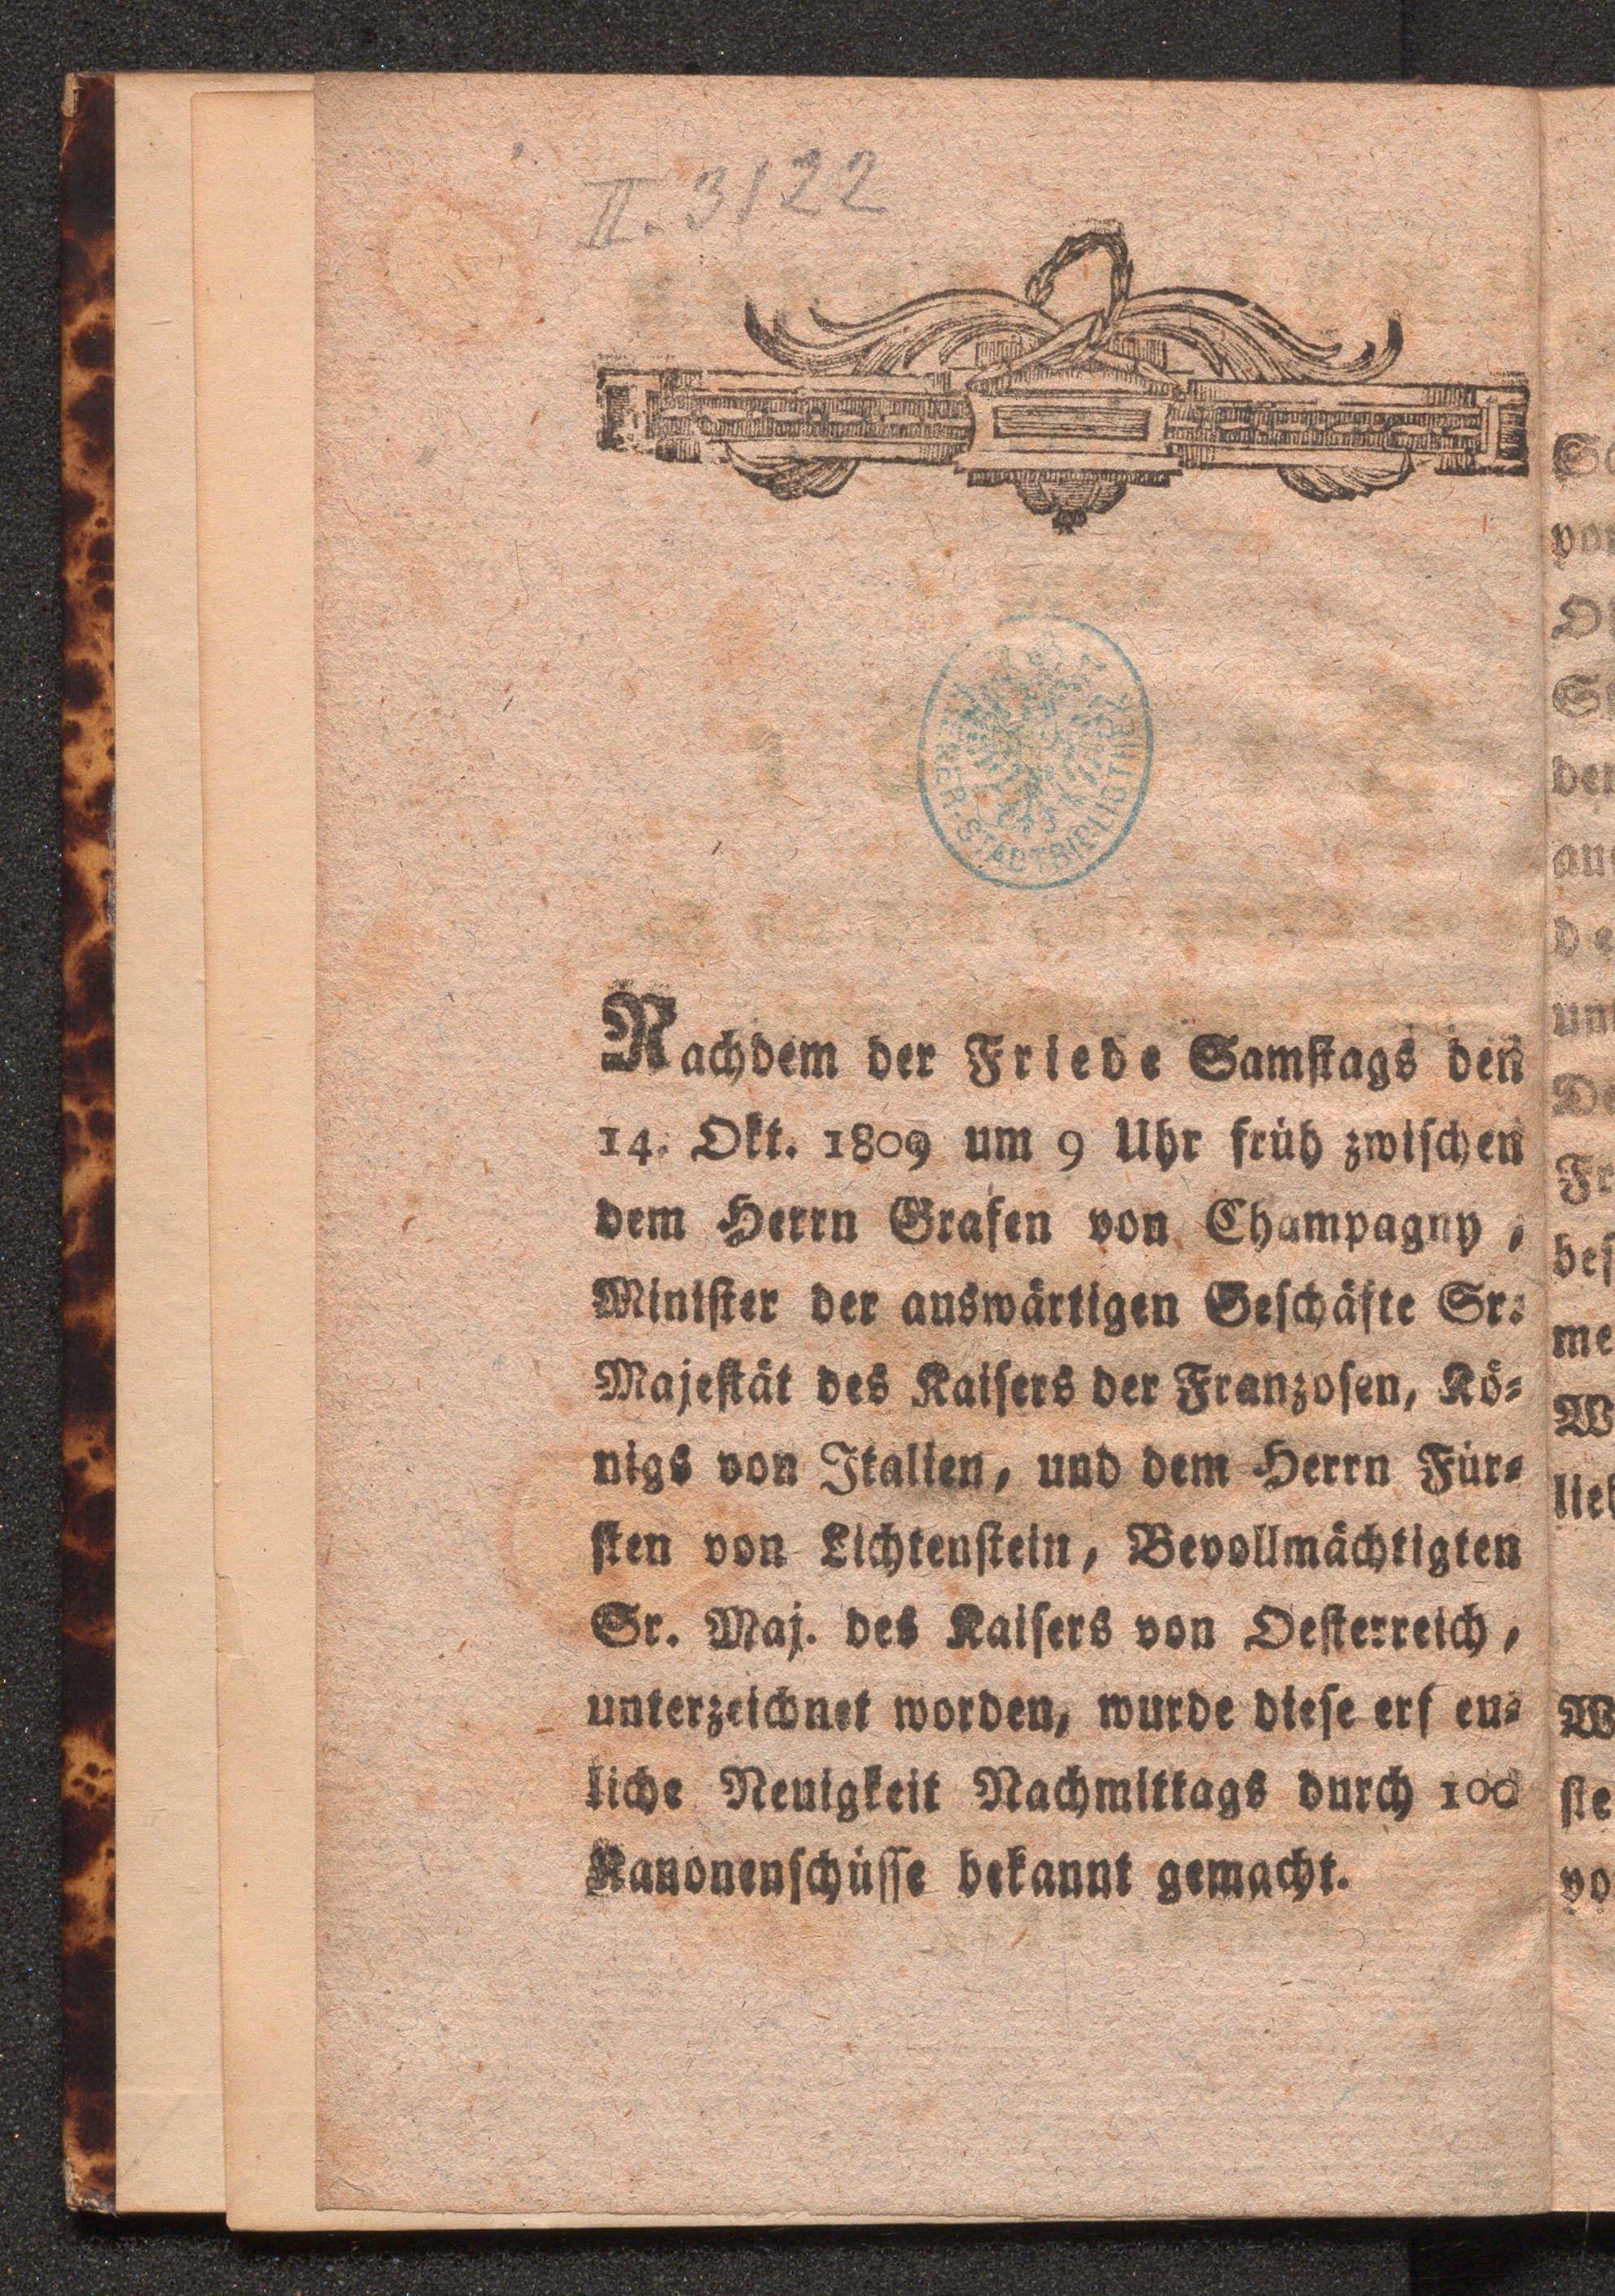 II. 3122
WIENER STADTBIBLIOTHEK
Nachdem der Friede Samstags den
14. Okt. 1809 um 9 Uhr früh zwischen
dem Herrn Grafen von Champagny,
Minister der auswärtigen Geschäfte Sr.
Majestät des Kaisers der Franzosen, Kö-
nigs von Italien, und dem Herrn Für-
sten von Lichtenstein, Bevollmächtigten
Sr. Maj. des Kaisers von Oesterreich,
unterzeichnet worden, wurde diese erf eu-
liche Neuigkeit Nachmittags durch 100
Kanonenschüsse bekannt gemacht.